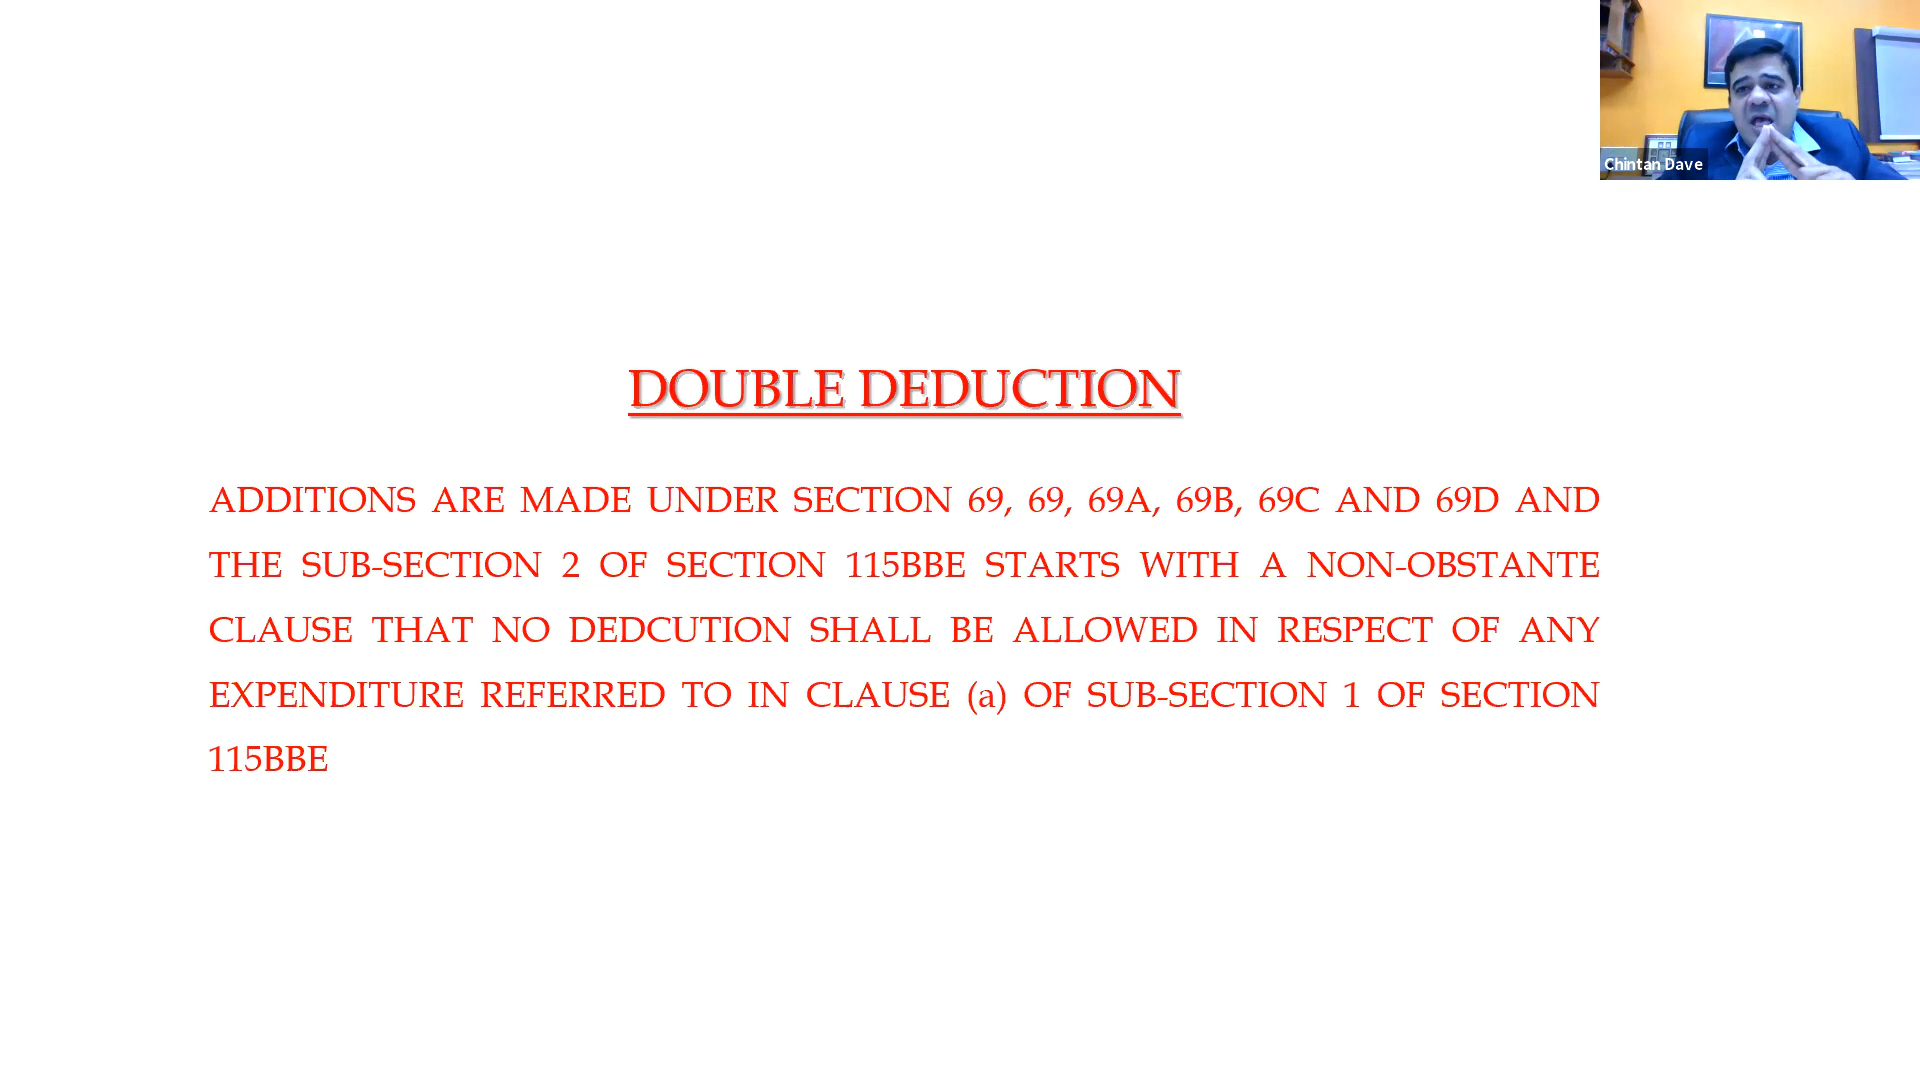 Chintan Dave
DOUBLE DEDUCTION
ADDITIONS ARE MADE UNDER SECTION 69, 69, 69A, 69B, 69C AND 69D AND
THE SUB-SECTION 2 OF SECTION 115BBE STARTS WITH A NON-OBSTANTE
CLAUSE THAT NO DEDCUTION SHALL BE ALLOWED IN RESPECT OF ANY
EXPENDITURE REFERRED TO IN CLAUSE (a) OF SUB-SECTION 1 OF SECTION
115BBE